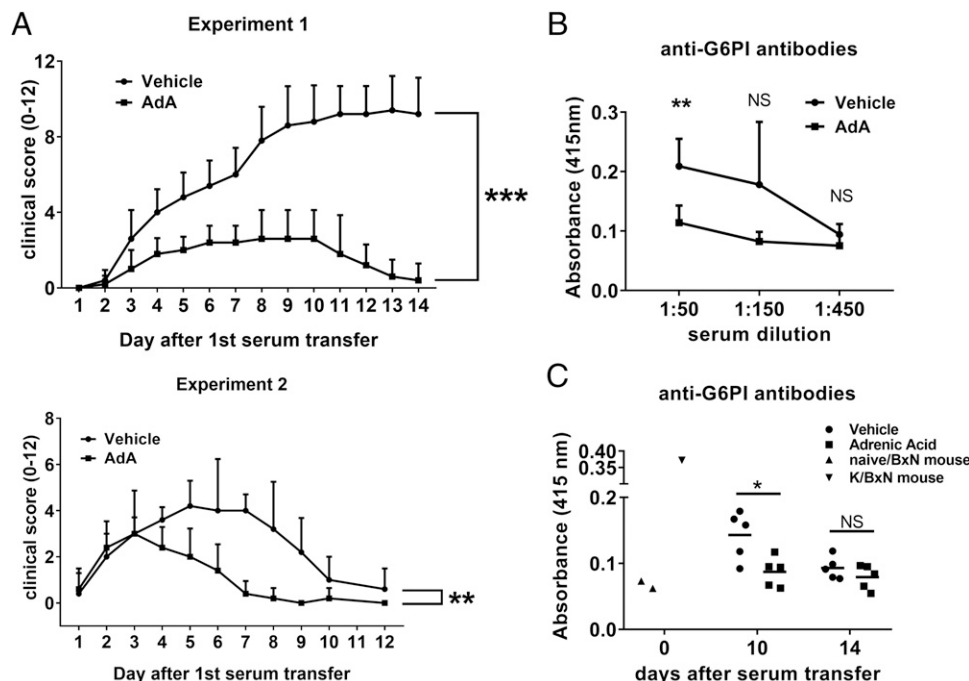 A
Experiment 1
12
8
4
0
clinical score (0-12)
Vehicle
AdA
***
1 2 3 4 5 6 7 8 9 10 11 12 13 14
Day after 1st serum transfer
Experiment 2
8
6
4
2
0
clinical score (0-12)
Vehicle
AdA
**
1 2 3 4 5 6 7 8 9 10 11 12
Day after 1st serum transfer
B
anti-G6PI antibodies
0.3
0.2
0.1
0.0
Absorbance (415nm)
** NS NS
Vehicle
AdA
1:50 1:150 1:450
serum dilution
C
anti-G6PI antibodies
Vehicle
Adrenic Acid
naive/BxN mouse
K/BxN mouse
0.40
0.35
0.2
0.1
0.0
Absorbance (415 nm)
* NS
0 10 14
days after serum transfer